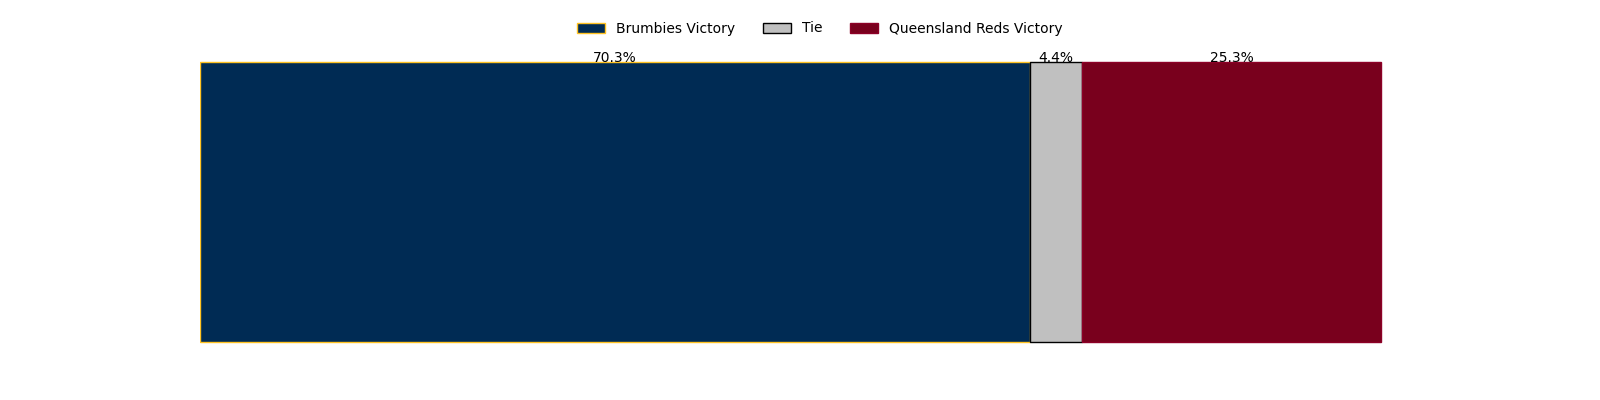 Brumbies Victory Tie Queensland Reds Victory
70.3% 4.4% 25.3%